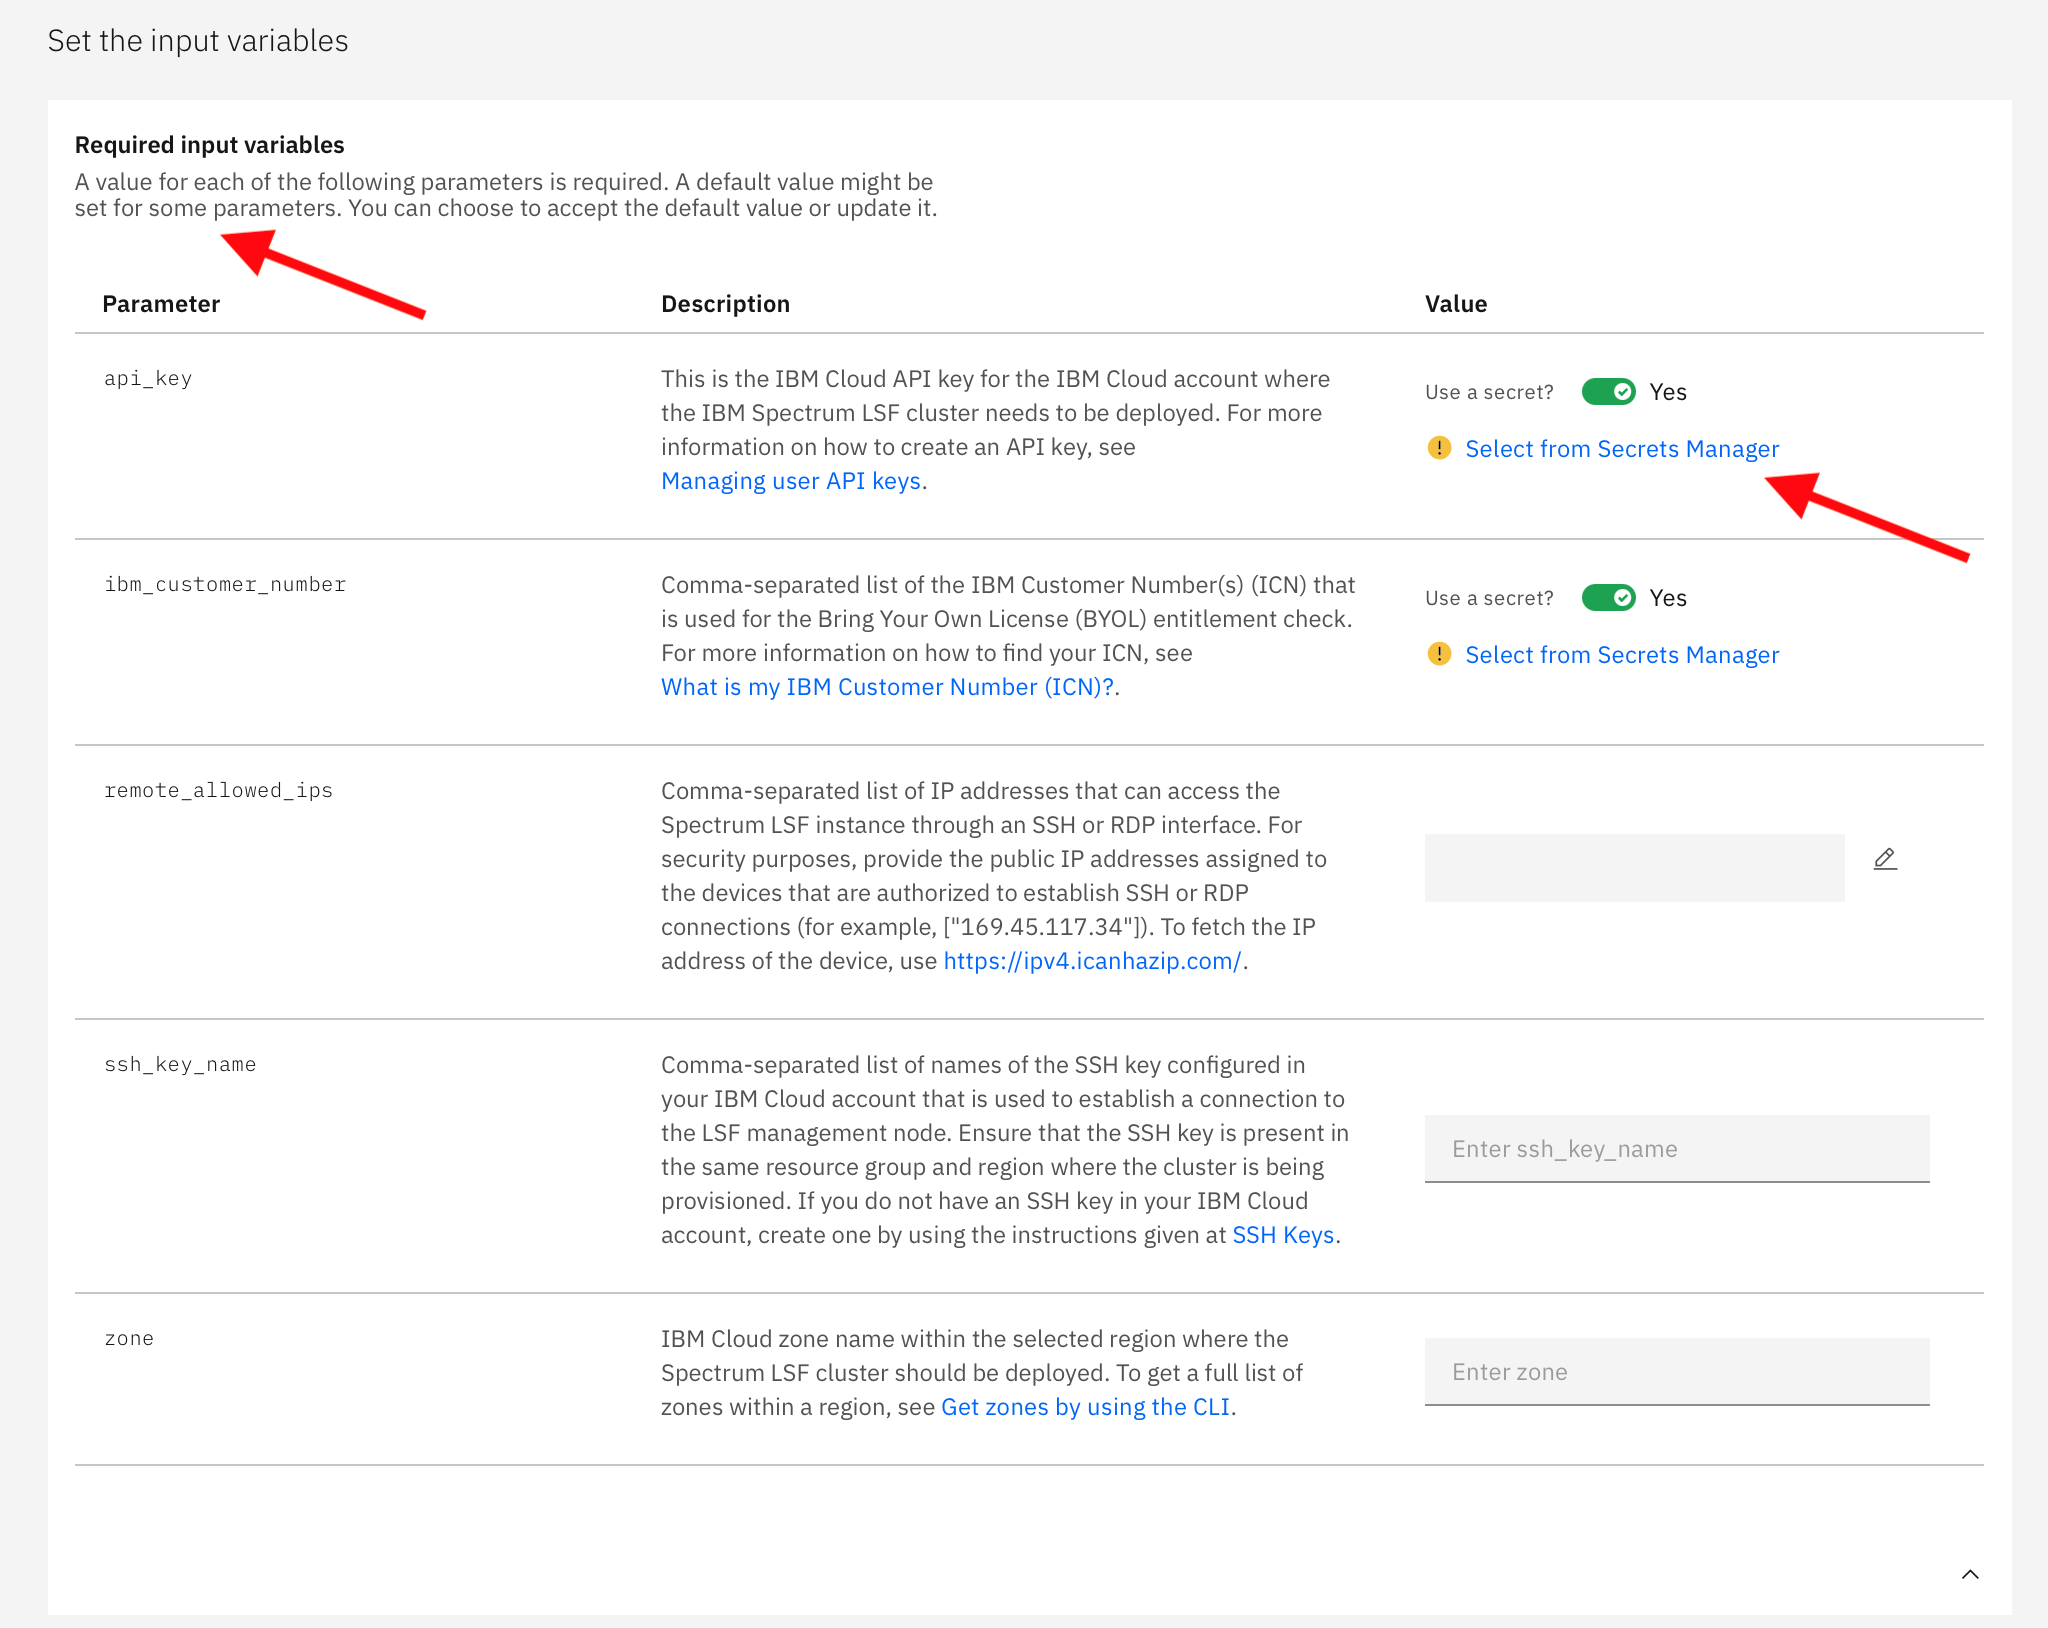 Set the input variables
Required input variables
A value for each of the following parameters is required. A default value might be
set for some parameters. You can choose to accept the default value or update it.
Parameter
Description
Value
api_key
This is the IBM Cloud API key for the IBM Cloud account where
the IBM Spectrum LSF cluster needs to be deployed. For more
information on how to create an API key, see
Managing user API keys.
Use a secret? Yes
Select from Secrets Manager
ibm_customer_number
Comma-separated list of the IBM Customer Number(s) (ICN) that
is used for the Bring Your Own License (BYOL) entitlement check.
For more information on how to find your ICN, see
What is my IBM Customer Number (ICN)?.
Use a secret? Yes
Select from Secrets Manager
remote_allowed_ips
Comma-separated list of IP addresses that can access the
Spectrum LSF instance through an SSH or RDP interface. For
security purposes, provide the public IP addresses assigned to
the devices that are authorized to establish SSH or RDP
connections (for example, ["169.45.117.34"]). To fetch the IP
address of the device, use https://ipv4.icanhazip.com/.
ssh_key_name
Comma-separated list of names of the SSH key configured in
your IBM Cloud account that is used to establish a connection to
the LSF management node. Ensure that the SSH key is present in
the same resource group and region where the cluster is being
provisioned. If you do not have an SSH key in your IBM Cloud
account, create one by using the instructions given at SSH Keys.
Enter ssh_key_name
zone
IBM Cloud zone name within the selected region where the
Spectrum LSF cluster should be deployed. To get a full list of
zones within a region, see Get zones by using the CLI.
Enter zone